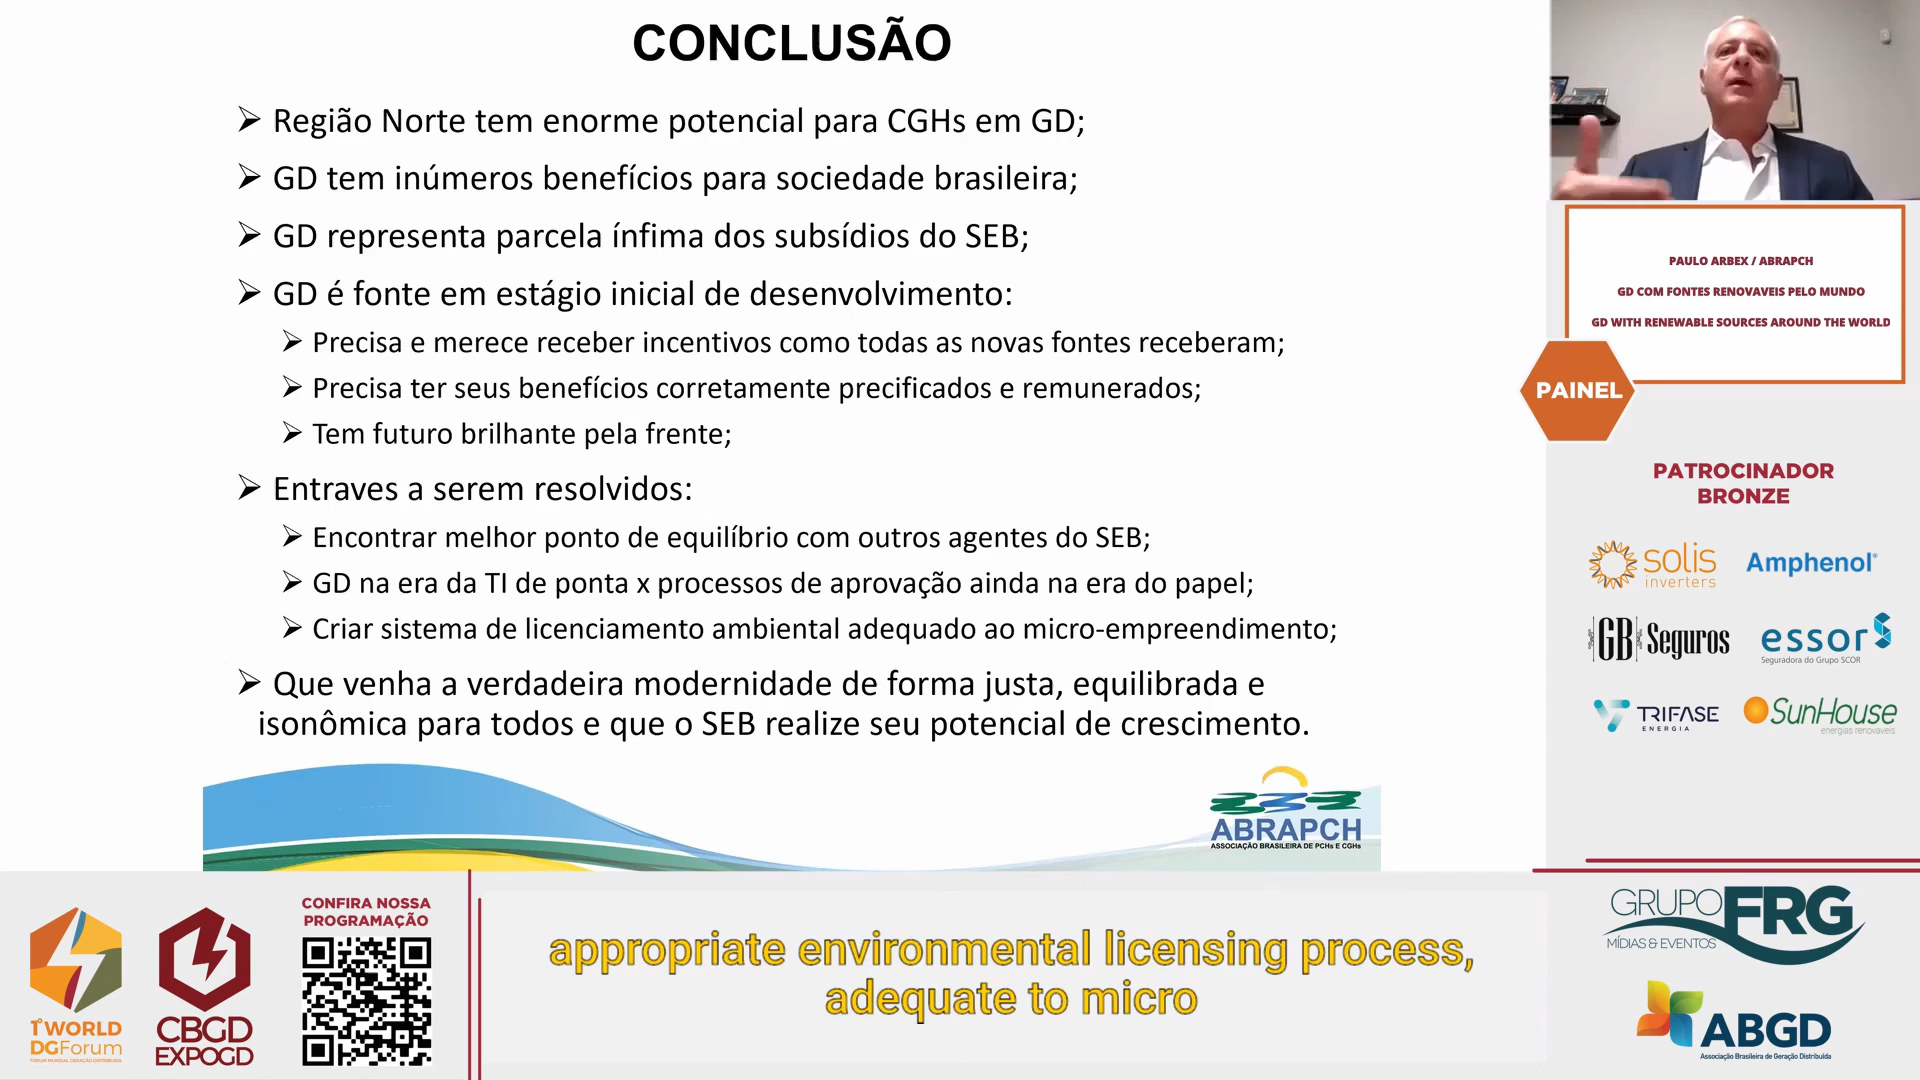 CONCLUSÃO
Região Norte tem enorme potencial para CGHs em GD;
GD tem inúmeros benefícios para sociedade brasileira;
GD representa parcela ínfima dos subsídios do SEB;
GD é fonte em estágio inicial de desenvolvimento:
Precisa e merece receber incentivos como todas as novas fontes receberam;
Precisa ter seus benefícios corretamente precificados e remunerados;
Tem futuro brilhante pela frente;
Entraves a serem resolvidos:
Encontrar melhor ponto de equilíbrio com outros agentes do SEB;
GD na era da TI de ponta x processos de aprovação ainda na era do papel;
Criar sistema de licenciamento ambiental adequado ao micro-empreendimento;
Que venha a verdadeira modernidade de forma justa, equilibrada e
isonômica para todos e que o SEB realize seu potencial de crescimento.
ABRAPCH
ASSOCIAÇÃO BRASILEIRA DE PCHs E CGHs
PAULO ARBEX / ABRAPCH
GD COM FONTES RENOVAVEIS PELO MUNDO
GD WITH RENEWABLE SOURCES AROUND THE WORLD
PAINEL
PATROCINADOR
BRONZE
solis
inverters
Amphenol
GB Seguros
essor
Seguradora do Grupo SCOR
TRIFASE
ENERGIA
SunHouse
energias renováveis
1º WORLD
DGForum
FÓRUM MUNDIAL GERAÇÃO DISTRIBUÍDA
CBGD
EXPOGD
CONFIRA NOSSA
PROGRAMAÇÃO
appropriate environmental licensing process,
adequate to micro
GRUPO FRG
MÍDIAS & EVENTOS
ABGD
Associação Brasileira de Geração Distribuída